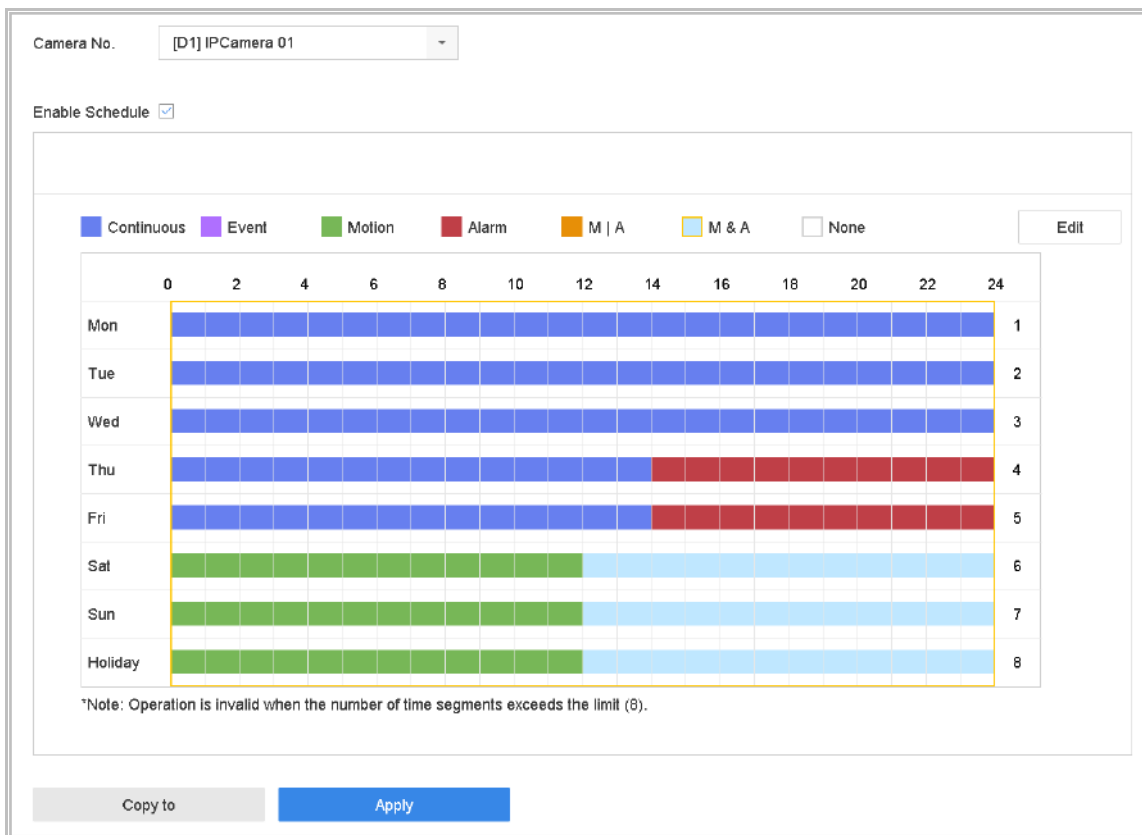 Camera No. [D1] IPCamera 01
Enable Schedule
Continuous Event Motion Alarm M | A M & A None Edit
0 2 4 6 8 10 12 14 16 18 20 22 24
Mon 1
Tue 2
Wed 3
Thu 4
Fri 5
Sat 6
Sun 7
Holiday 8
*Note: Operation is invalid when the number of time segments exceeds the limit (8).
Copy to Apply